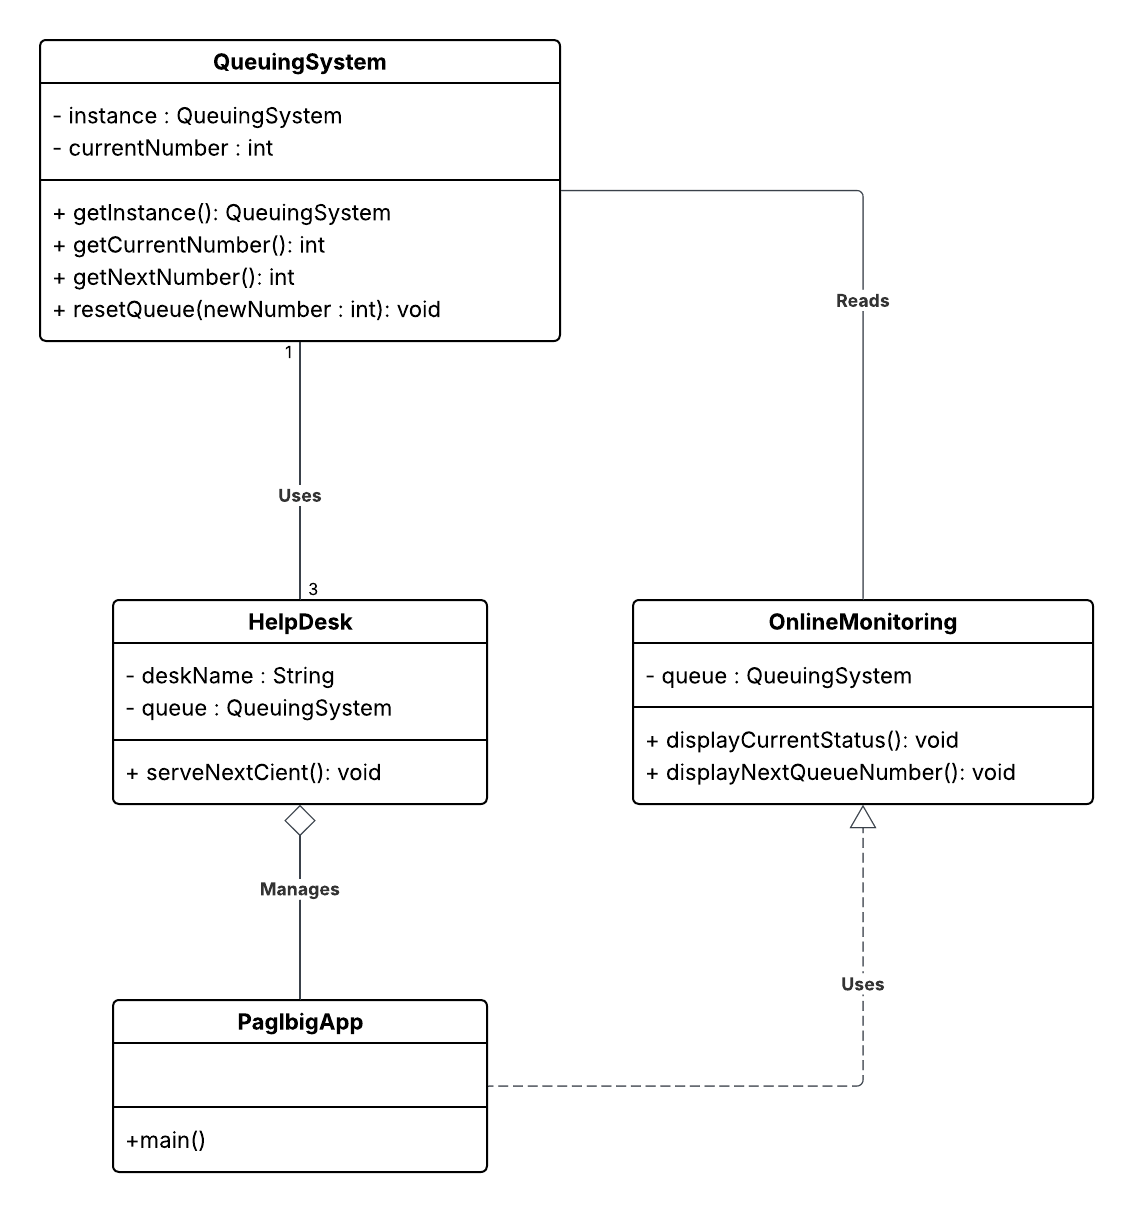 QueuingSystem
- instance : QueuingSystem
- currentNumber : int
+ getInstance(): QueuingSystem
+ getCurrentNumber(): int
+ getNextNumber(): int
+ resetQueue(newNumber : int): void
1
Reads
Uses
3
HelpDesk
- deskName : String
- queue : QueuingSystem
+ serveNextCient(): void
OnlineMonitoring
- queue : QueuingSystem
+ displayCurrentStatus(): void
+ displayNextQueueNumber(): void
Manages
Uses
PagIbigApp
+main()